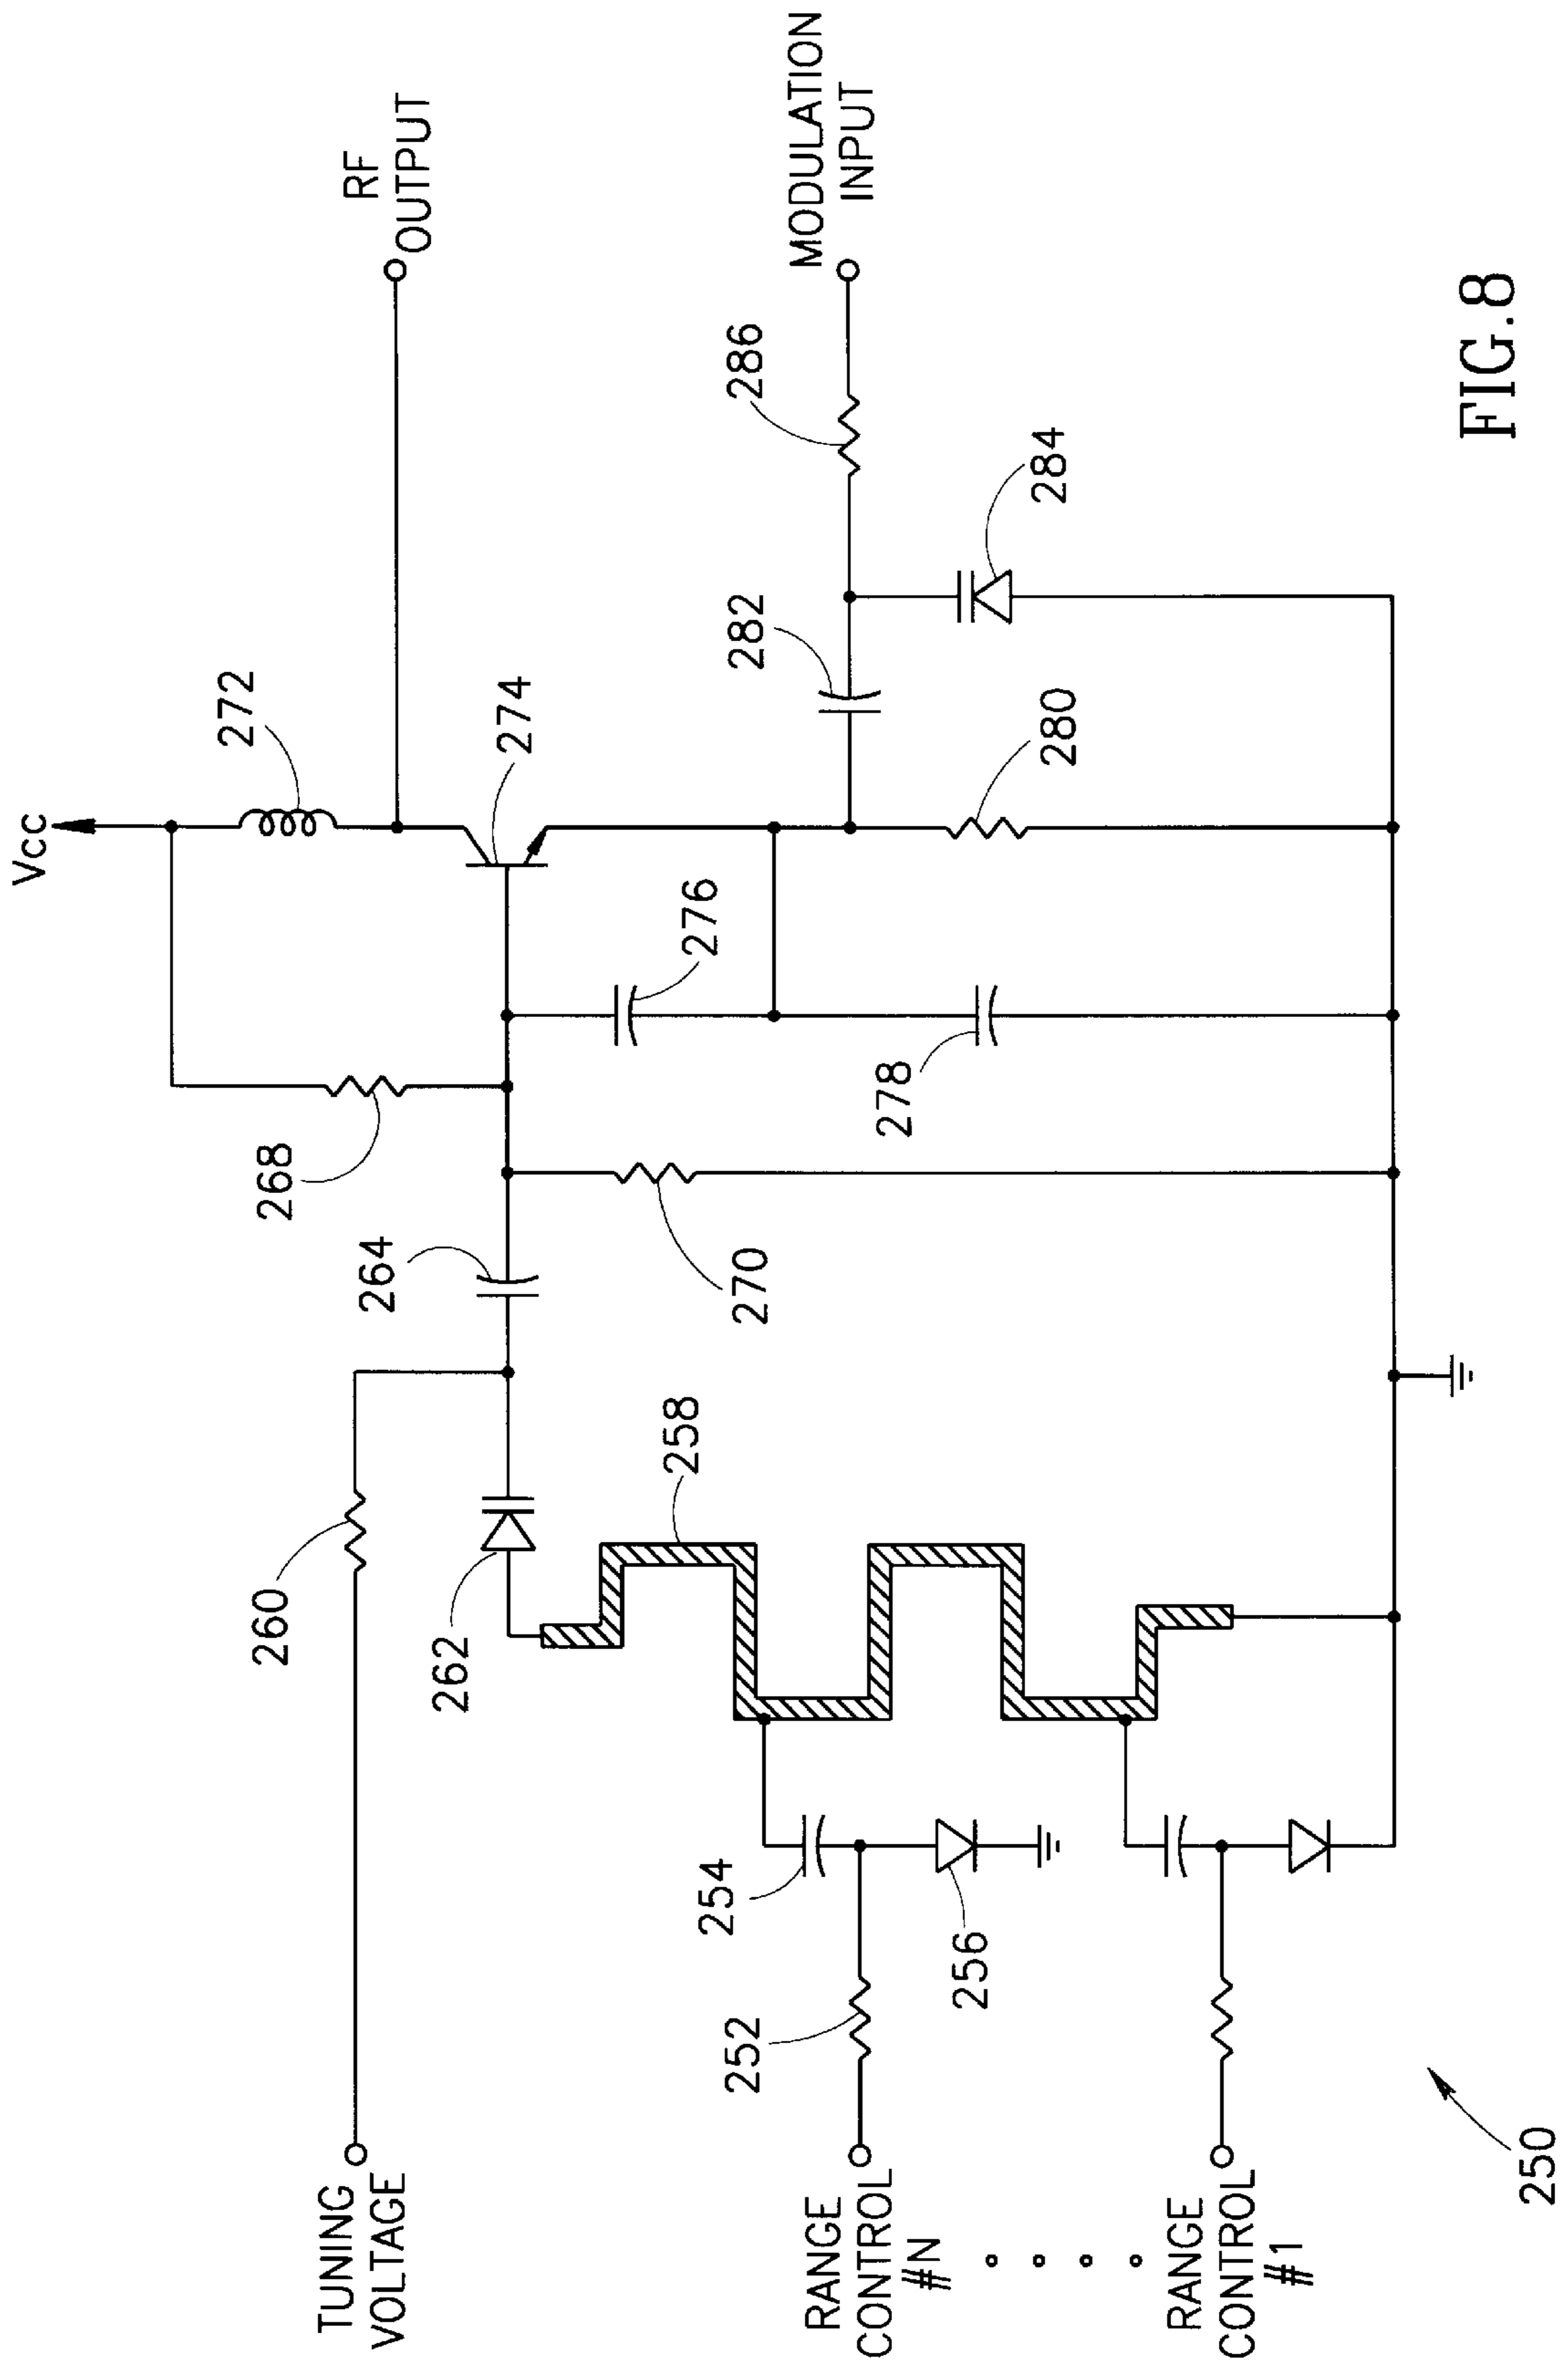 Vcc
272
RF
OUTPUT
268
274
TUNING
VOLTAGE
260
264
262
276
282
286
MODULATION
INPUT
258
270
278
280
284
RANGE
CONTROL
#N
252
254
256
RANGE
CONTROL
#1
250
FIG.8